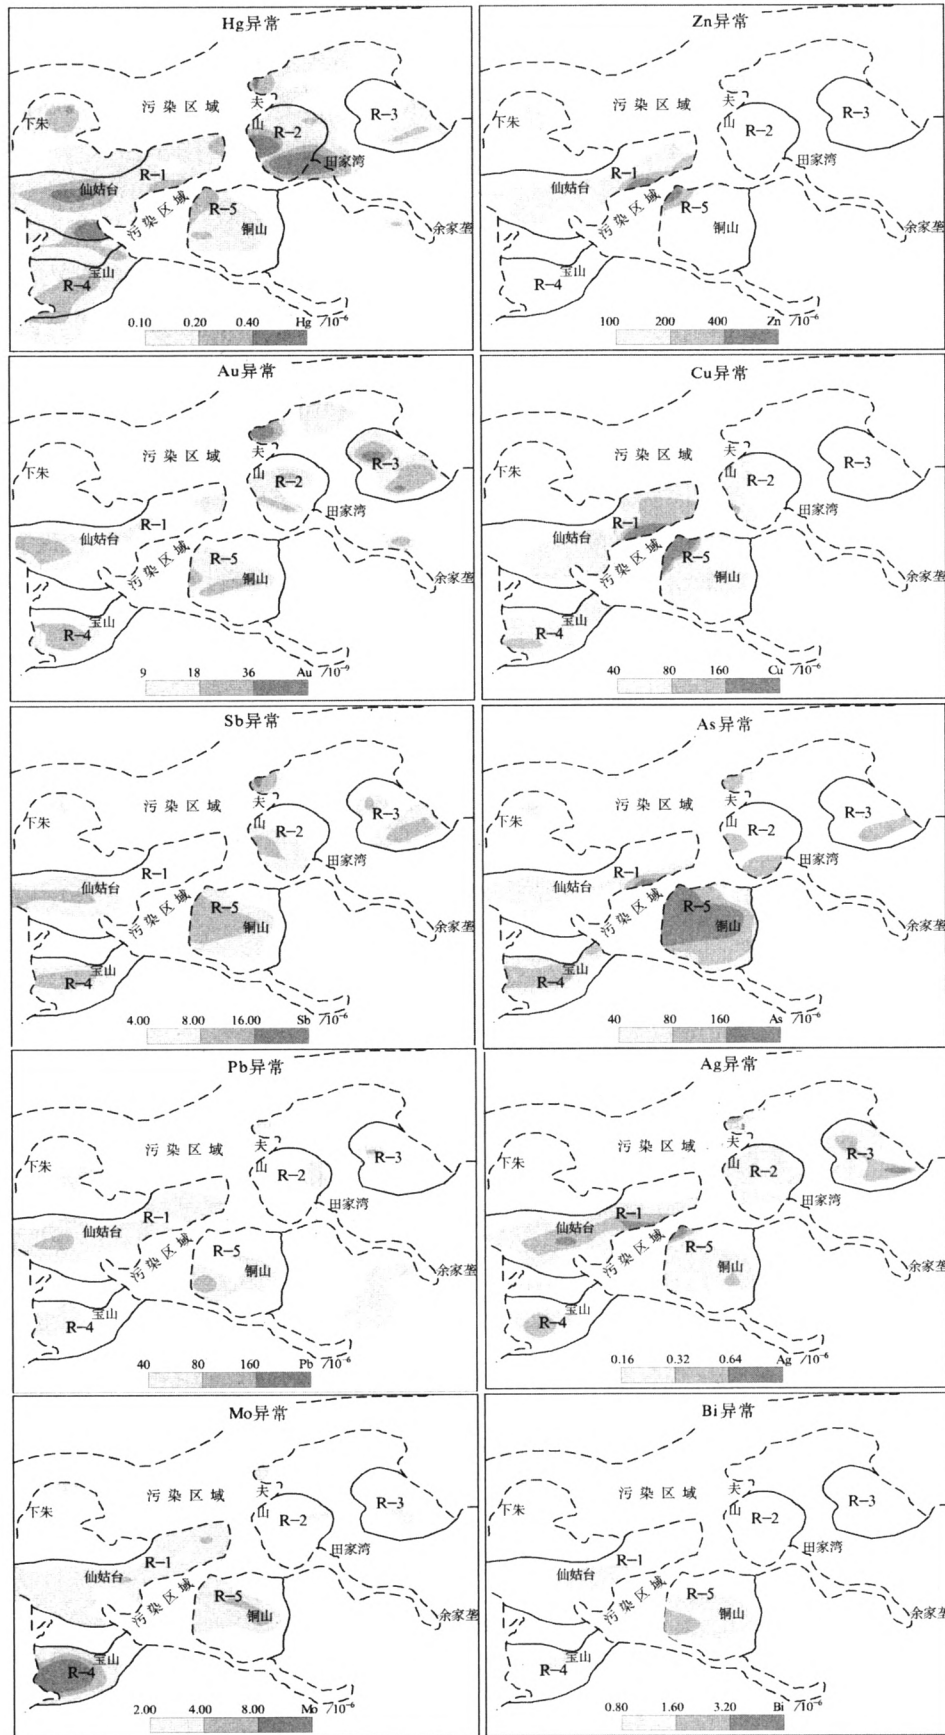 Hg异常
污染区域
夫
山
R-2
R-3
下朱
田家湾
仙姑台
R-1
污染区域
R-5
铜山
余家垄
宝山
R-4
0.10 0.20 0.40 Hg /10⁻⁶
Zn异常
污染区域
夫
山
R-2
R-3
下朱
田家湾
仙姑台
R-1
污染区域
R-5
铜山
余家垄
宝山
R-4
100 200 400 Zn /10⁻⁶
Au异常
污染区域
夫
山
R-2
R-3
下朱
田家湾
仙姑台
R-1
污染区域
R-5
铜山
余家垄
宝山
R-4
9 18 36 Au /10⁻⁹
Cu异常
污染区域
夫
山
R-2
R-3
下朱
田家湾
仙姑台
R-1
污染区域
R-5
铜山
余家垄
宝山
R-4
40 80 160 Cu /10⁻⁶
Sb异常
污染区域
夫
山
R-2
R-3
下朱
田家湾
仙姑台
R-1
污染区域
R-5
铜山
余家垄
宝山
R-4
4.00 8.00 16.00 Sb /10⁻⁶
As异常
污染区域
夫
山
R-2
R-3
下朱
田家湾
仙姑台
R-1
污染区域
R-5
铜山
余家垄
宝山
R-4
40 80 160 As /10⁻⁶
Pb异常
污染区域
夫
山
R-2
R-3
下朱
田家湾
仙姑台
R-1
污染区域
R-5
铜山
余家垄
宝山
R-4
40 80 160 Pb /10⁻⁶
Ag异常
污染区域
夫
山
R-2
R-3
下朱
田家湾
仙姑台
R-1
污染区域
R-5
铜山
余家垄
宝山
R-4
0.16 0.32 0.64 Ag /10⁻⁶
Mo异常
污染区域
夫
山
R-2
R-3
下朱
田家湾
仙姑台
R-1
污染区域
R-5
铜山
余家垄
宝山
R-4
2.00 4.00 8.00 Mo /10⁻⁶
Bi异常
污染区域
夫
山
R-2
R-3
下朱
田家湾
仙姑台
R-1
污染区域
R-5
铜山
余家垄
宝山
R-4
0.80 1.60 3.20 Bi /10⁻⁶